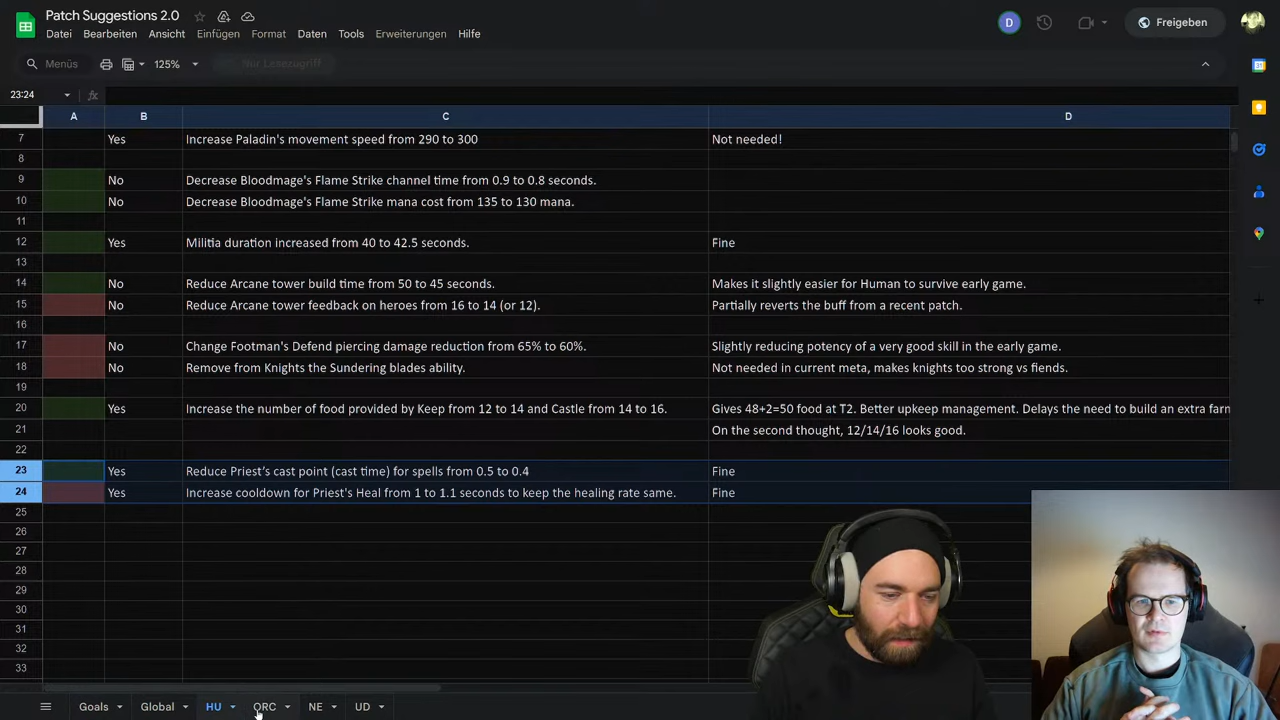 Patch Suggestions 2.0
D
Freigeben
Datei Bearbeiten Ansicht Einfügen Format Daten Tools Erweiterungen Hilfe
Menüs 125% Nur Lesezugriff
23:24 fx
A B C D
7 Yes Increase Paladin's movement speed from 290 to 300 Not needed!
8
9 No Decrease Bloodmage's Flame Strike channel time from 0.9 to 0.8 seconds.
10 No Decrease Bloodmage's Flame Strike mana cost from 135 to 130 mana.
11
12 Yes Militia duration increased from 40 to 42.5 seconds. Fine
13
14 No Reduce Arcane tower build time from 50 to 45 seconds. Makes it slightly easier for Human to survive early game.
15 No Reduce Arcane tower feedback on heroes from 16 to 14 (or 12). Partially reverts the buff from a recent patch.
16
17 No Change Footman's Defend piercing damage reduction from 65% to 60%. Slightly reducing potency of a very good skill in the early game.
18 No Remove from Knights the Sundering blades ability. Not needed in current meta, makes knights too strong vs fiends.
19
20 Yes Increase the number of food provided by Keep from 12 to 14 and Castle from 14 to 16. Gives 48+2=50 food at T2. Better upkeep management. Delays the need to build an extra farm
21 On the second thought, 12/14/16 looks good.
22
23 Yes Reduce Priest's cast point (cast time) for spells from 0.5 to 0.4 Fine
24 Yes Increase cooldown for Priest's Heal from 1 to 1.1 seconds to keep the healing rate same. Fine
25
26
27
28
29
30
31
32
33
Goals Global HU ORC NE UD